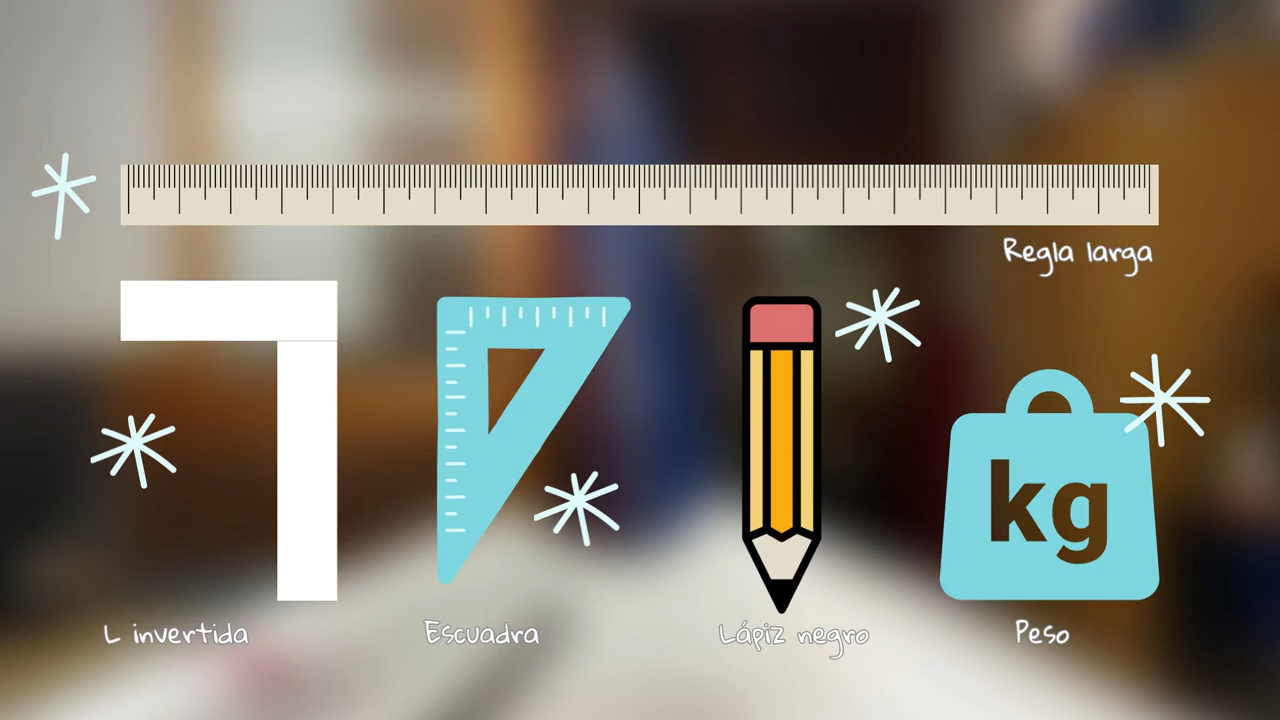 Regla larga
kg
L invertida
Escuadra
Lápiz negro
Peso